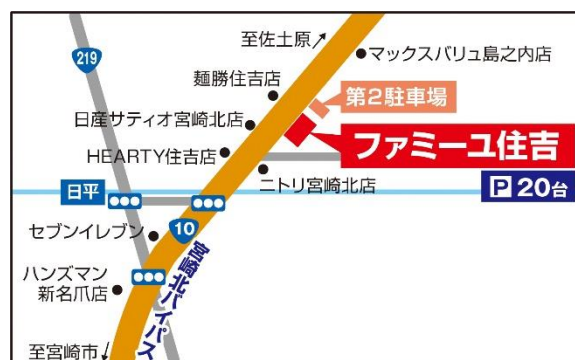 至佐土原
219
マックスバリュ島之内店
麺勝住吉店
第2駐車場
日産サティオ宮崎北店
ファミーユ住吉
HEARTY住吉店
ニトリ宮崎北店
日平
P20台
セブンイレブン
10
宮崎北バイパス
ハンズマン
新名爪店
至宮崎市